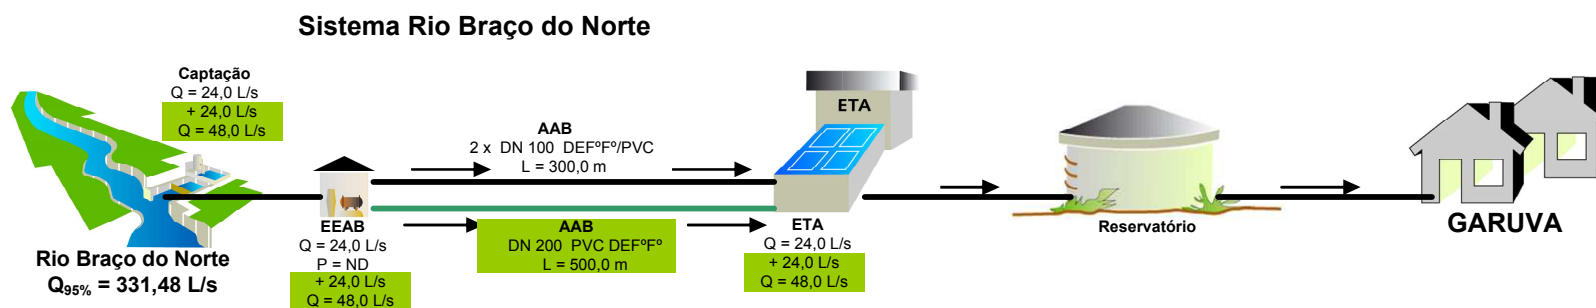 Sistema Rio Braço do Norte
Captação
Q = 24,0 L/s
+ 24,0 L/s
Q = 48,0 L/s
Rio Braço do Norte
Q95% = 331,48 L/s
EEAB
Q = 24,0 L/s
P = ND
+ 24,0 L/s
Q = 48,0 L/s
AAB
2 x DN 100 DEFºFº/PVC
L = 300,0 m
AAB
DN 200 PVC DEFºFº
L = 500,0 m
ETA
ETA
Q = 24,0 L/s
+ 24,0 L/s
Q = 48,0 L/s
Reservatório
GARUVA